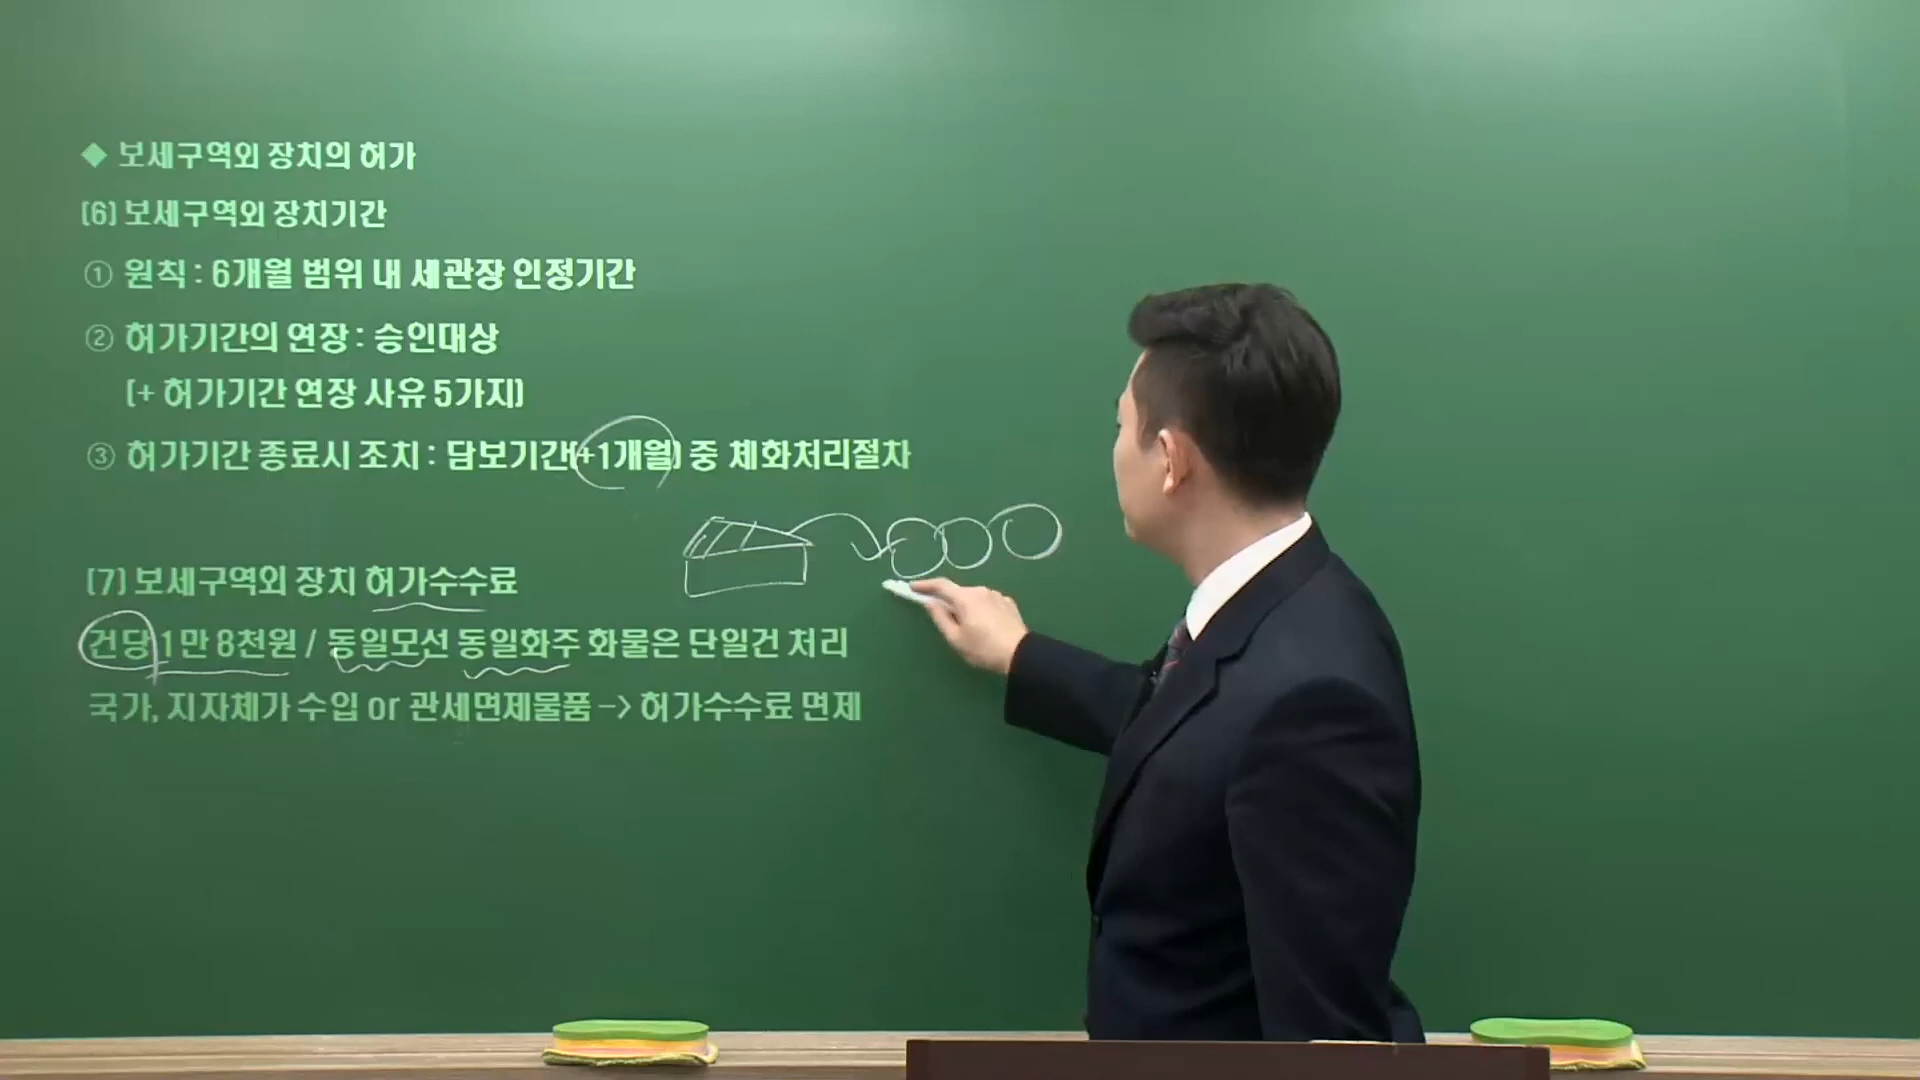 ◆ 보세구역외 장치의 허가
(6) 보세구역외 장치기간
① 원칙 : 6개월 범위 내 세관장 인정기간
② 허가기간의 연장 : 승인대상
(+ 허가기간 연장 사유 5가지)
③ 허가기간 종료시 조치 : 담보기간(+1개월) 중 체화처리절차
(7) 보세구역외 장치 허가수수료
건당 1만 8천원 / 동일모선 동일화주 화물은 단일건 처리
국가, 지자체가 수입 or 관세면제물품 -> 허가수수료 면제